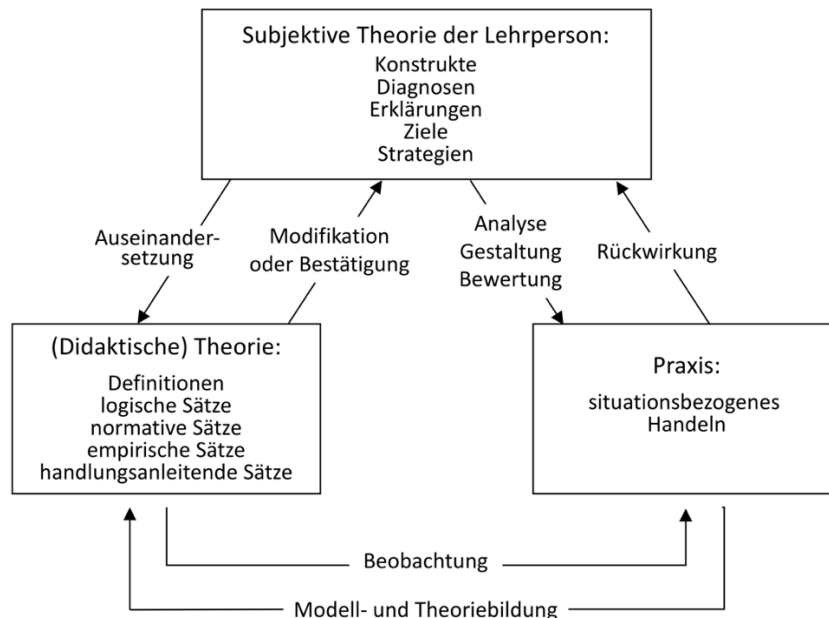 Subjektive Theorie der Lehrperson:
Konstrukte
Diagnosen
Erklärungen
Ziele
Strategien
Auseinander-
setzung
Modifikation
oder Bestätigung
Analyse
Gestaltung
Bewertung
Rückwirkung
(Didaktische) Theorie:
Definitionen
logische Sätze
normative Sätze
empirische Sätze
handlungsanleitende Sätze
Praxis:
situationsbezogenes
Handeln
Beobachtung
Modell- und Theoriebildung